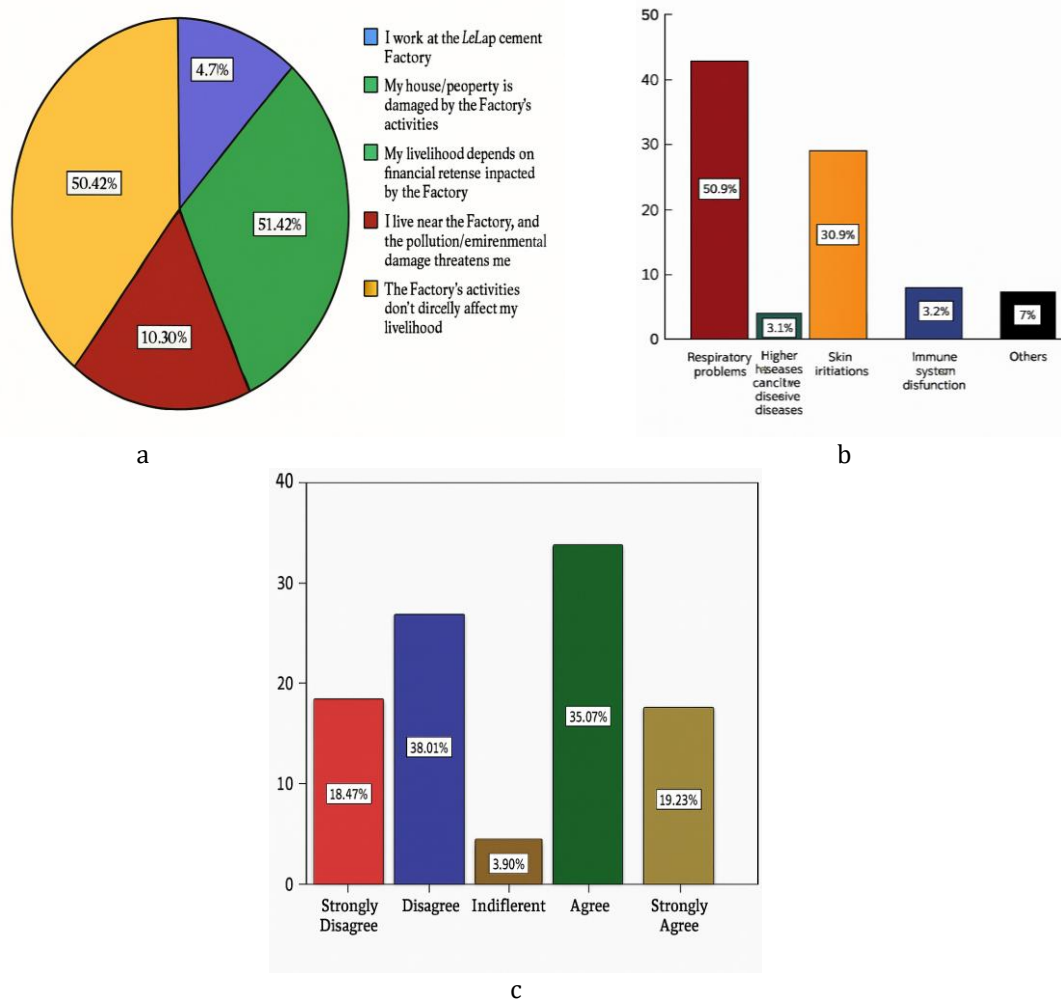 4.7%
50.42%
51.42%
10.30%
I work at the LeLap cement
Factory
My house/peoperty is
damaged by the Factory's
activities
My livelihood depends on
financial retense inpacted
by the Factory
I live near the Factory, and
the pollution/emirenmental
damage threatens me
The Factory's activities
don't dircelly affect my
livelihood
a
50
40
30
20
10
0
50.9%
3.1%
30.9%
3.2%
7%
Respiratory
problems
Higher
cancitwe
diseases
Skin
iritiations
Immune
system
disfunction
Others
b
40
30
20
10
0
18.47%
38.01%
3.90%
35.07%
19.23%
Strongly
Disagree
Disagree
Indiflerent
Agree
Strongly
Agree
c